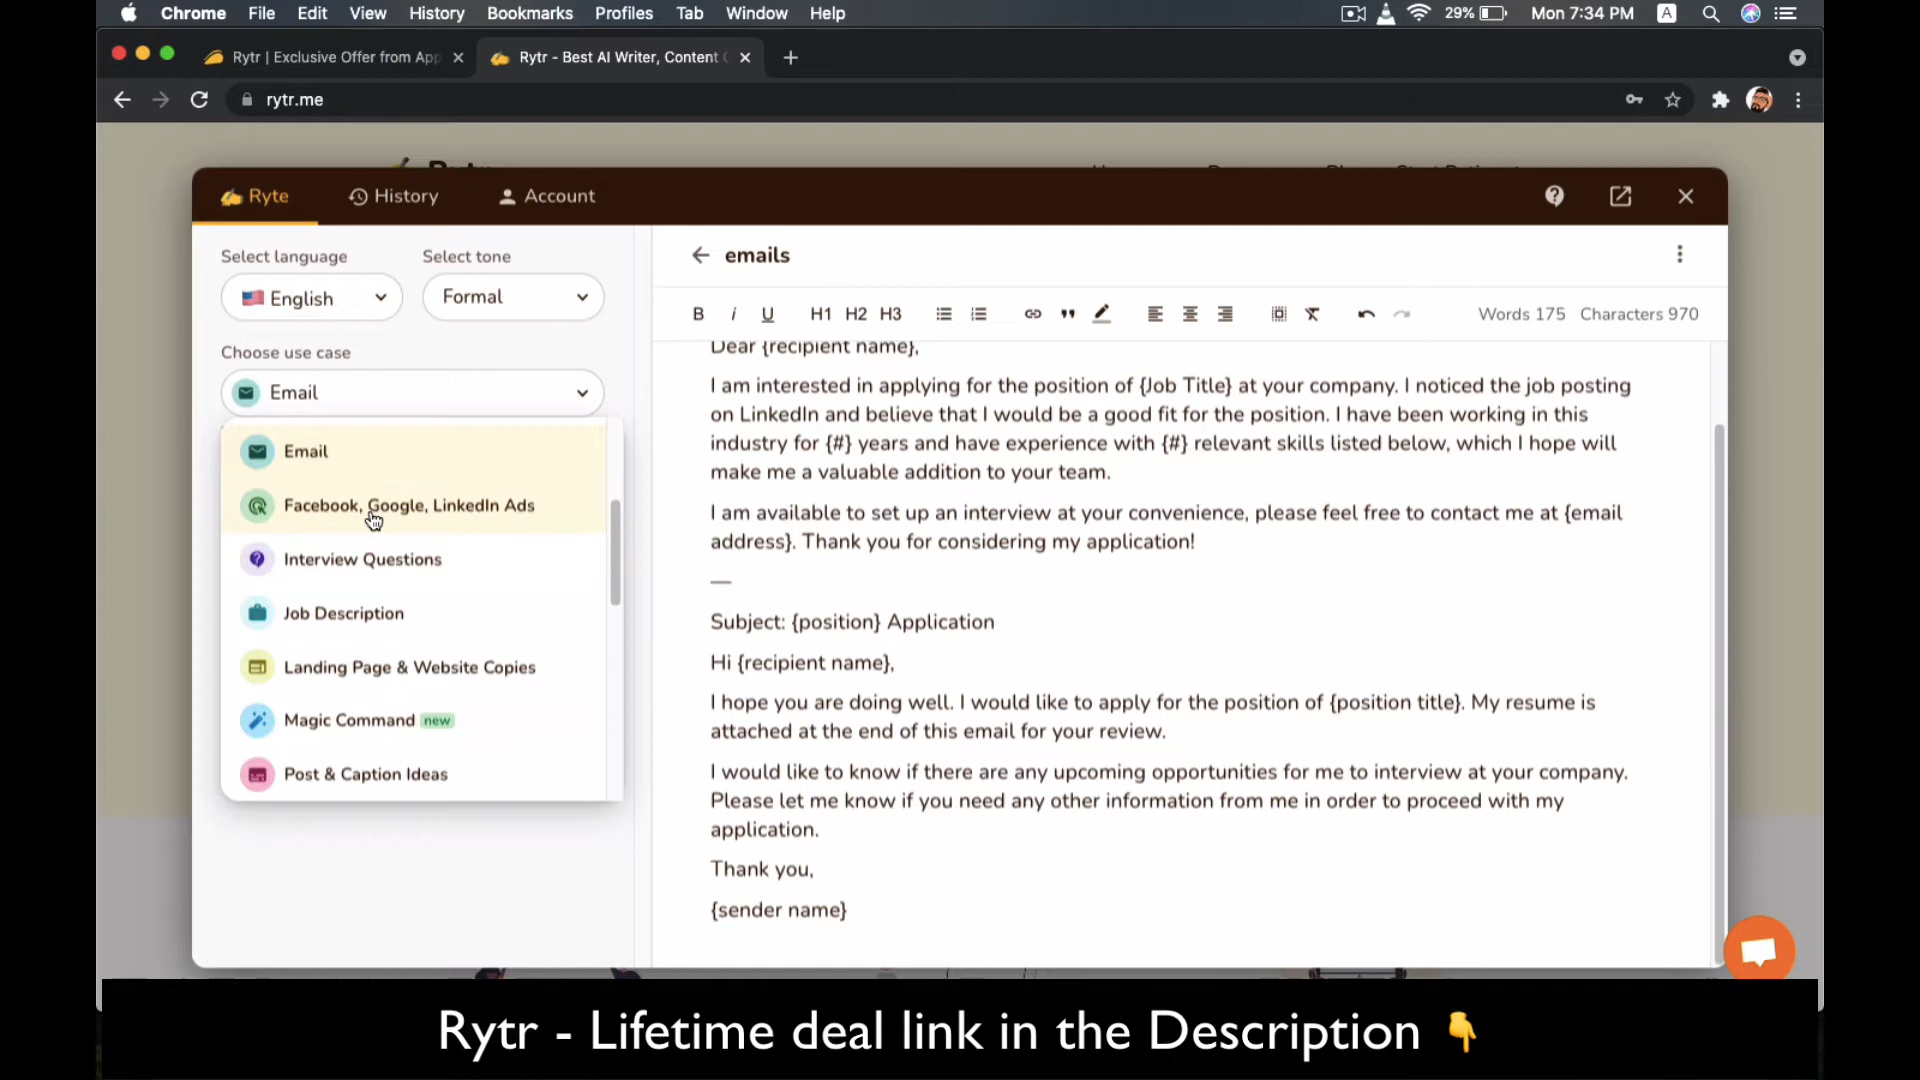 Chrome File Edit View History Bookmarks Profiles Tab Window Help 29% Mon 7:34 PM A
Rytr | Exclusive Offer from App Rytr - Best AI Writer, Content
rytr.me
Rytr
Ryte History Account
Select language Select tone
English Formal
Choose use case
Email
Email
Facebook, Google, LinkedIn Ads
Interview Questions
Job Description
Landing Page & Website Copies
Magic Command new
Post & Caption Ideas
emails
B i U H1 H2 H3 Words 175 Characters 970
Dear {recipient name},
I am interested in applying for the position of {Job Title} at your company. I noticed the job posting
on LinkedIn and believe that I would be a good fit for the position. I have been working in this
industry for {#} years and have experience with {#} relevant skills listed below, which I hope will
make me a valuable addition to your team.
I am available to set up an interview at your convenience, please feel free to contact me at {email
address}. Thank you for considering my application!
—
Subject: {position} Application
Hi {recipient name},
I hope you are doing well. I would like to apply for the position of {position title}. My resume is
attached at the end of this email for your review.
I would like to know if there are any upcoming opportunities for me to interview at your company.
Please let me know if you need any other information from me in order to proceed with my
application.
Thank you,
{sender name}
Rytr - Lifetime deal link in the Description 👇